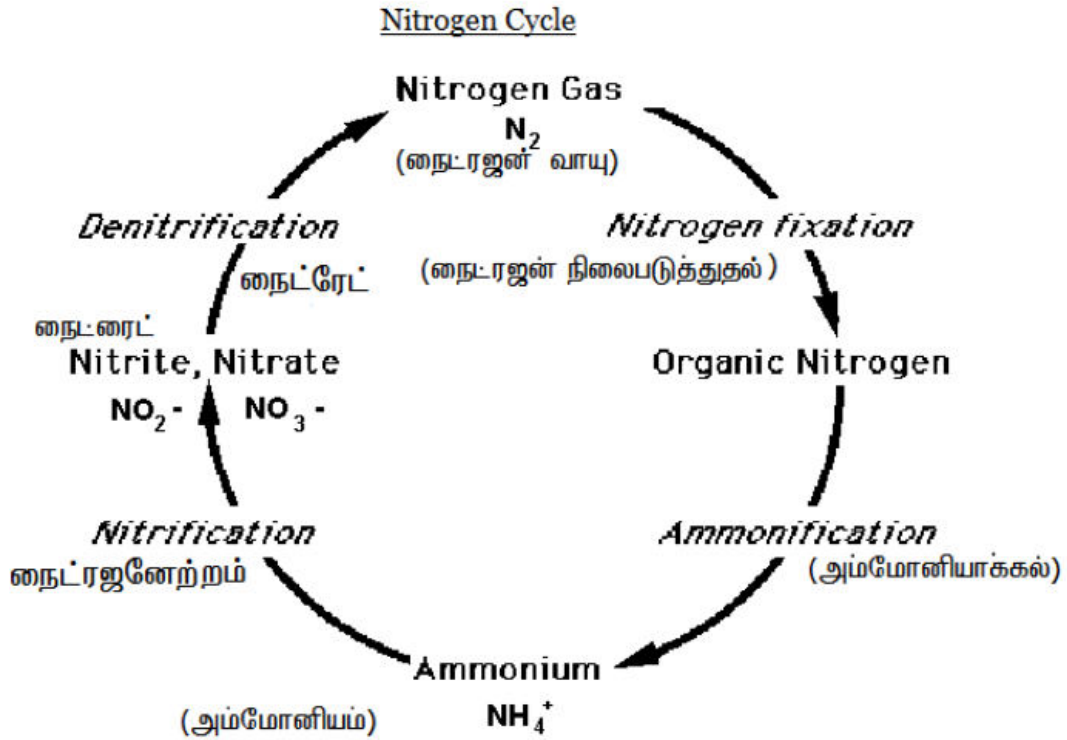 Nitrogen Cycle
Nitrogen Gas
N₂
(நைட்ரஜன் வாயு)
Denitrification
Nitrogen fixation
நைட்ரேட்
(நைட்ரஜன் நிலைபடுத்துதல்)
நைட்ரைட்
Nitrite, Nitrate
Organic Nitrogen
NO₂⁻ NO₃⁻
Nitrification
Ammonification
நைட்ரஜனேற்றம்
(அம்மோனியாக்கல்)
Ammonium
NH₄⁺
(அம்மோனியம்)